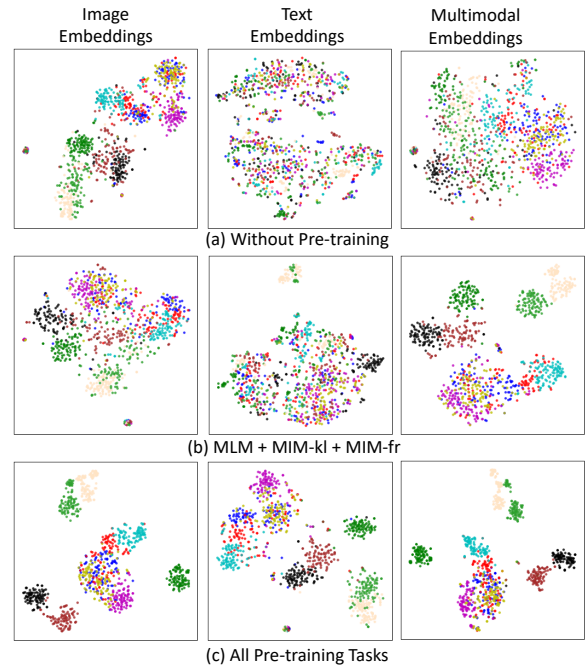 Image Embeddings
Text Embeddings
Multimodal Embeddings
(a) Without Pre-training
(b) MLM + MIM-kl + MIM-fr
(c) All Pre-training Tasks